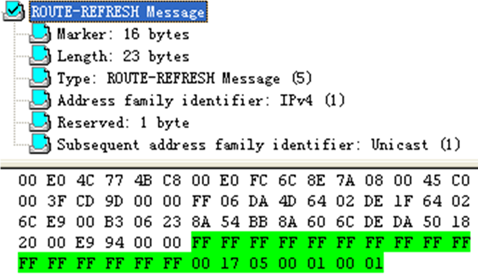 ROUTE-REFRESH Message
Marker: 16 bytes
Length: 23 bytes
Type: ROUTE-REFRESH Message (5)
Address family identifier: IPv4 (1)
Reserved: 1 byte
Subsequent address family identifier: Unicast (1)
00 E0 4C 77 4B C8 00 E0 FC 6C 8E 7A 08 00 45 C0
00 3F CD 9D 00 00 FF 06 DA 4D 64 02 DE 1F 64 02
6C E9 00 B3 06 23 8A 54 BB 8A 60 6C DE DA 50 18
20 00 E9 94 00 00 FF FF FF FF FF FF FF FF FF FF
FF FF FF FF FF FF 00 17 05 00 01 00 01